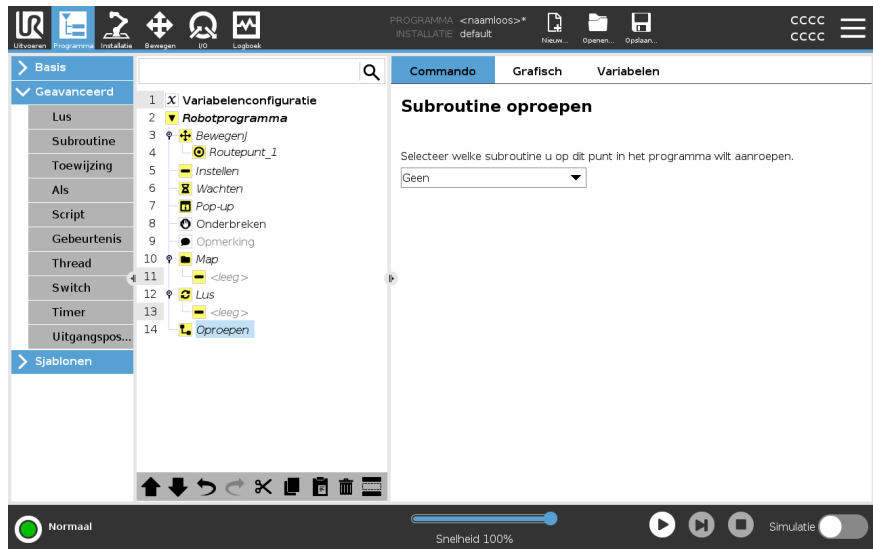 UR
Uitvoeren Programma Installatie Bewegen I/O Logboek
PROGRAMMA <naamloos>*
INSTALLATIE default
Nieuw... Openen... Opslaan...
CCCC
CCCC
Basis
Geavanceerd
Lus
Subroutine
Toewijzing
Als
Script
Gebeurtenis
Thread
Switch
Timer
Uitgangspos...
Sjablonen
1 X Variabelenconfiguratie
2 Robotprogramma
3 BewegenJ
4 Routepunt_1
5 Instellen
6 Wachten
7 Pop-up
8 Onderbreken
9 Opmerking
10 Map
11 <leeg>
12 Lus
13 <leeg>
14 Oproepen
Commando Grafisch Variabelen
Subroutine oproepen
Selecteer welke subroutine u op dit punt in het programma wilt aanroepen.
Geen
Normaal
Snelheid 100%
Simulatie